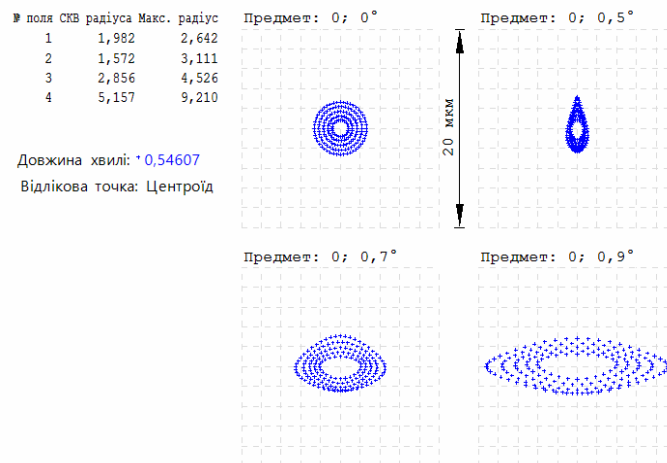 № поля СКВ радіуса Макс. радіус
1 1,982 2,642
2 1,572 3,111
3 2,856 4,526
4 5,157 9,210
Довжина хвилі: + 0,54607
Відлікова точка: Центроїд
Предмет: 0; 0°
Предмет: 0; 0,5°
20 мкм
Предмет: 0; 0,7°
Предмет: 0; 0,9°